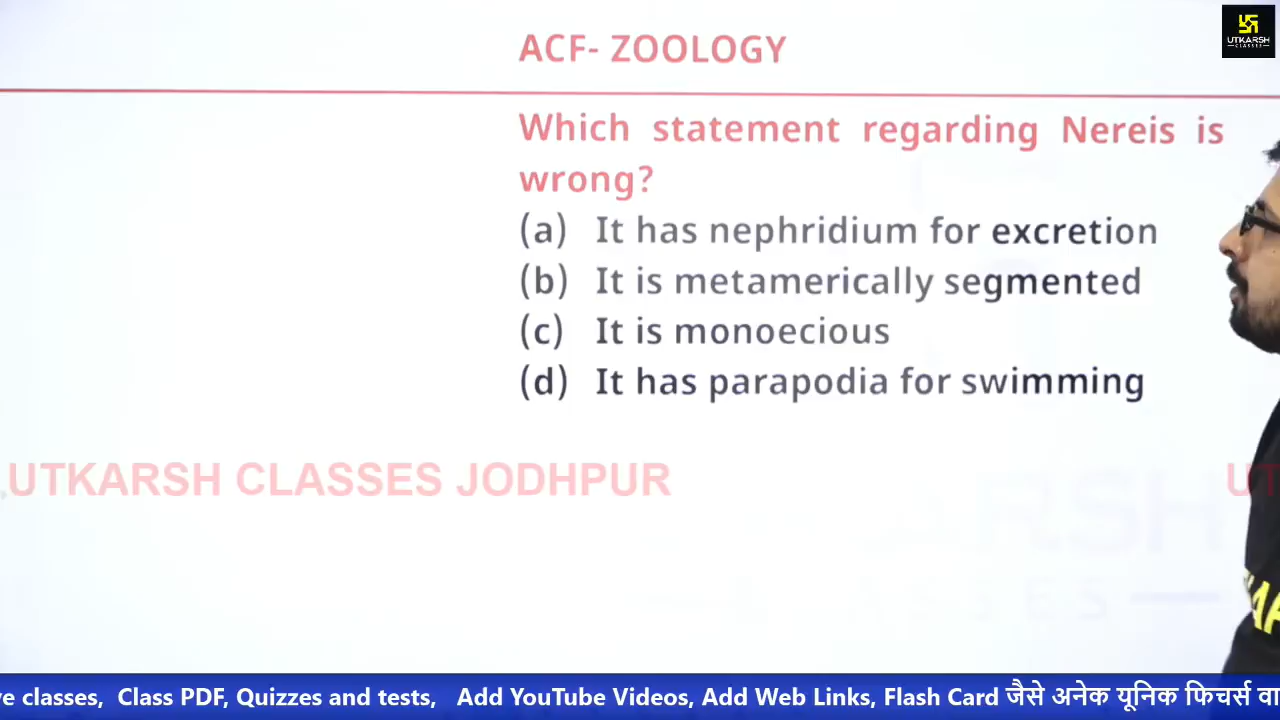 UTKARSH
CLASSES
ACF- ZOOLOGY
Which statement regarding Nereis is
wrong?
(a) It has nephridium for excretion
(b) It is metamerically segmented
(c) It is monoecious
(d) It has parapodia for swimming
UTKARSH CLASSES JODHPUR
classes, Class PDF, Quizzes and tests, Add YouTube Videos, Add Web Links, Flash Card जैसे अनेक यूनिक फिचर्स